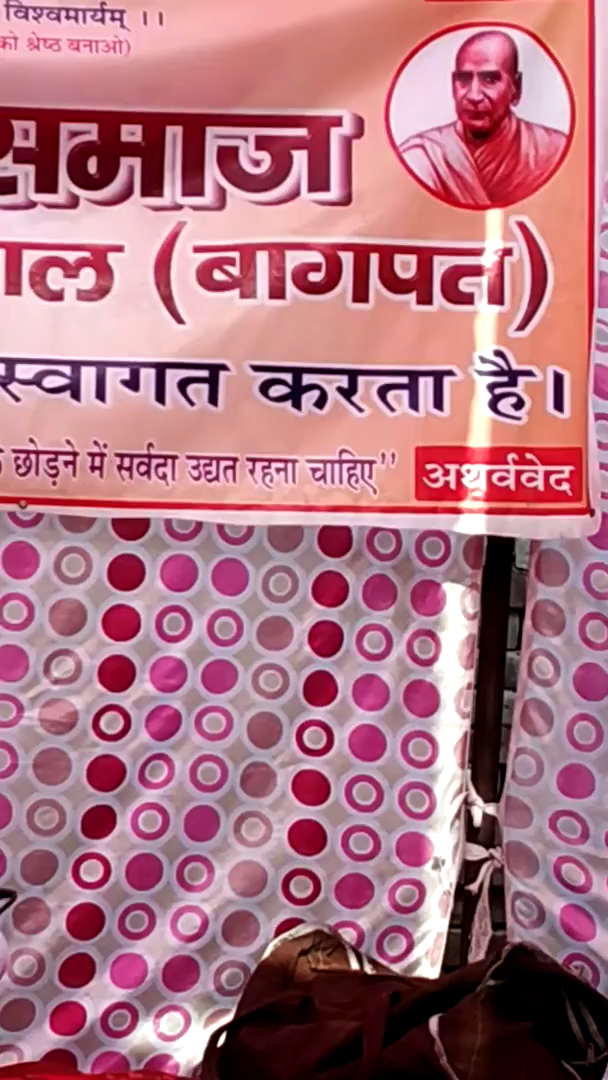 विश्वमार्यम् ।।
को श्रेष्ठ बनाओ)
समाज
ाल (बागपत)
स्वागत करता है।
छोड़ने में सर्वदा उद्यत रहना चाहिए’’
अथर्ववेद